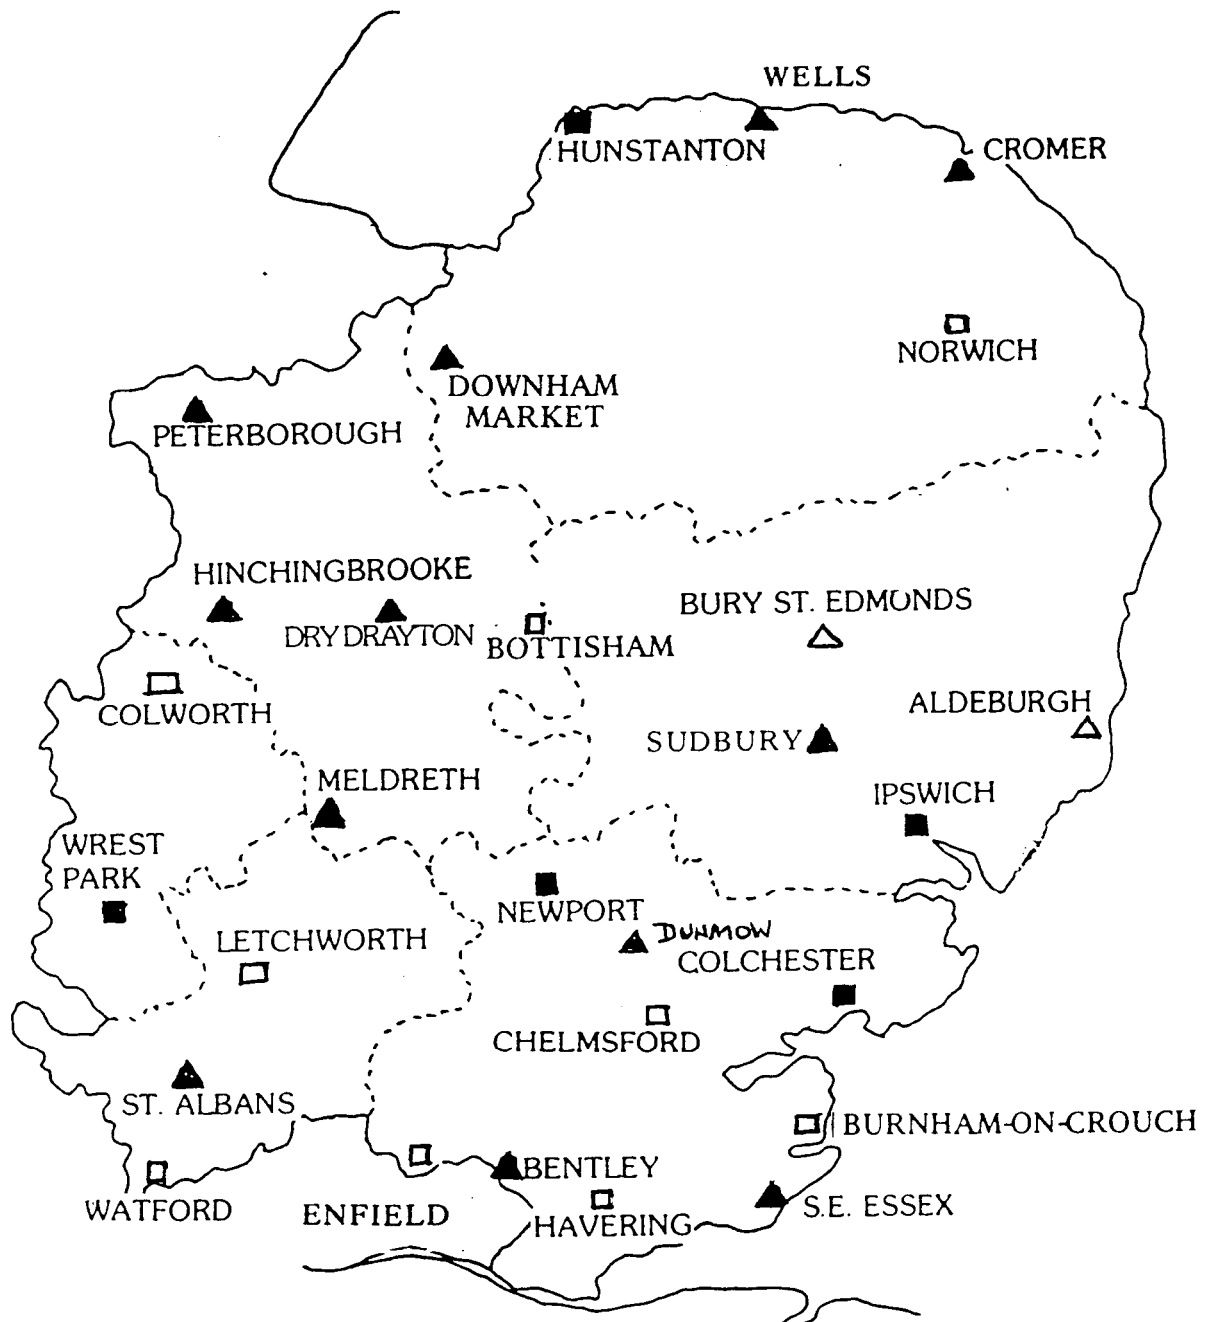 WELLS
HUNSTANTON
CROMER
NORWICH
DOWNHAM
MARKET
PETERBOROUGH
HINCHINGBROOKE
DRY DRAYTON
BOTTISHAM
BURY ST. EDMUNDS
COLWORTH
ALDEBURGH
SUDBURY
MELDRETH
IPSWICH
WREST
PARK
NEWPORT
DUNMOW
LETCHWORTH
COLCHESTER
CHELMSFORD
ST. ALBANS
BURNHAM-ON-CROUCH
BENTLEY
WATFORD
ENFIELD
HAVERING
S.E. ESSEX